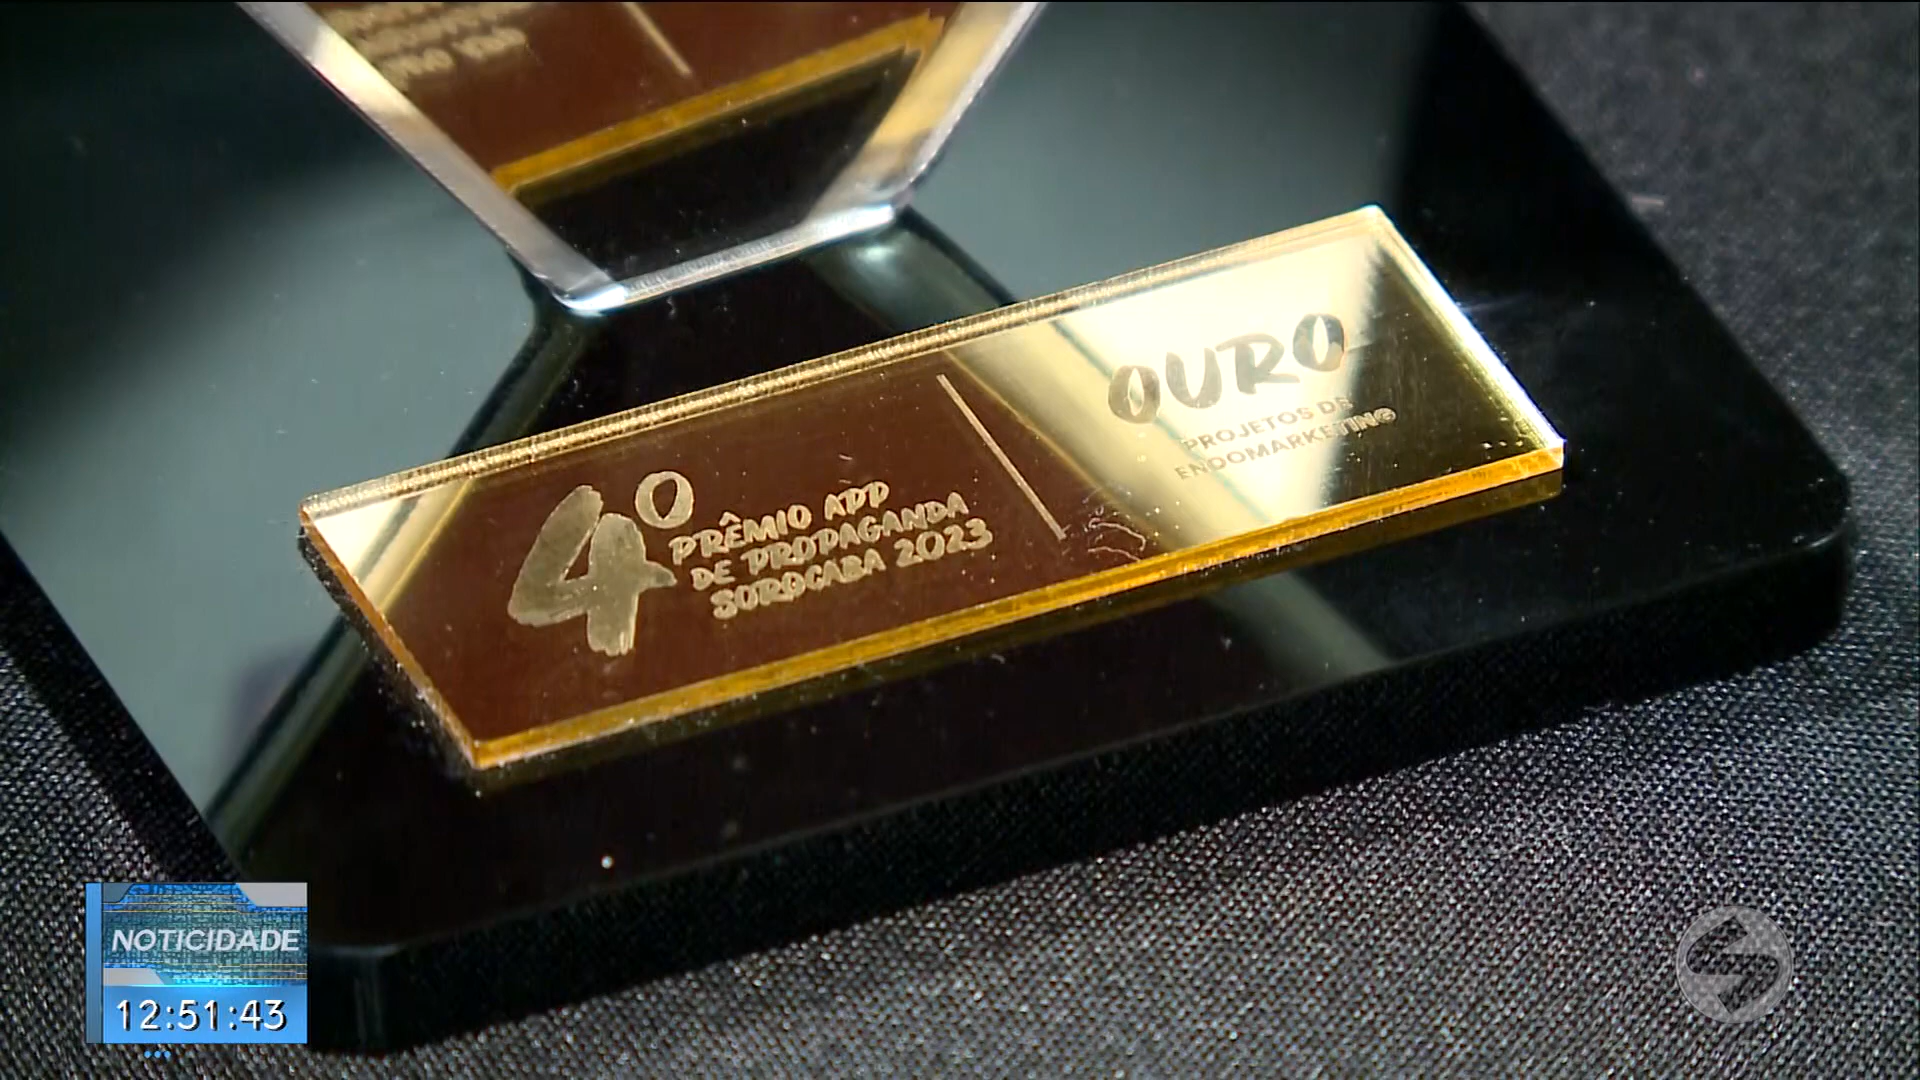 4º
PRÊMIO APP
DE PROPAGANDA
SOROCABA 2023
OURO
PROJETOS DE
ENDOMARKETING
NOTICIDADE
12:51:43